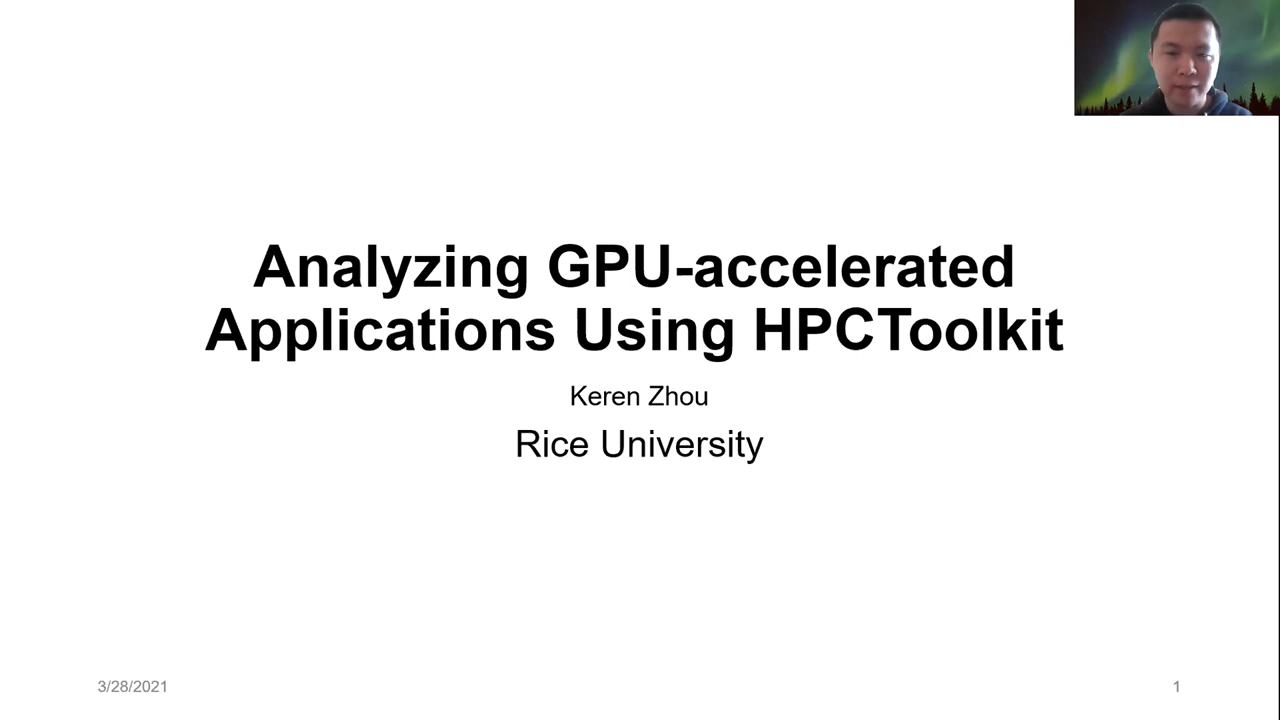 Analyzing GPU-accelerated
Applications Using HPCToolkit
Keren Zhou
Rice University
3/28/2021
1